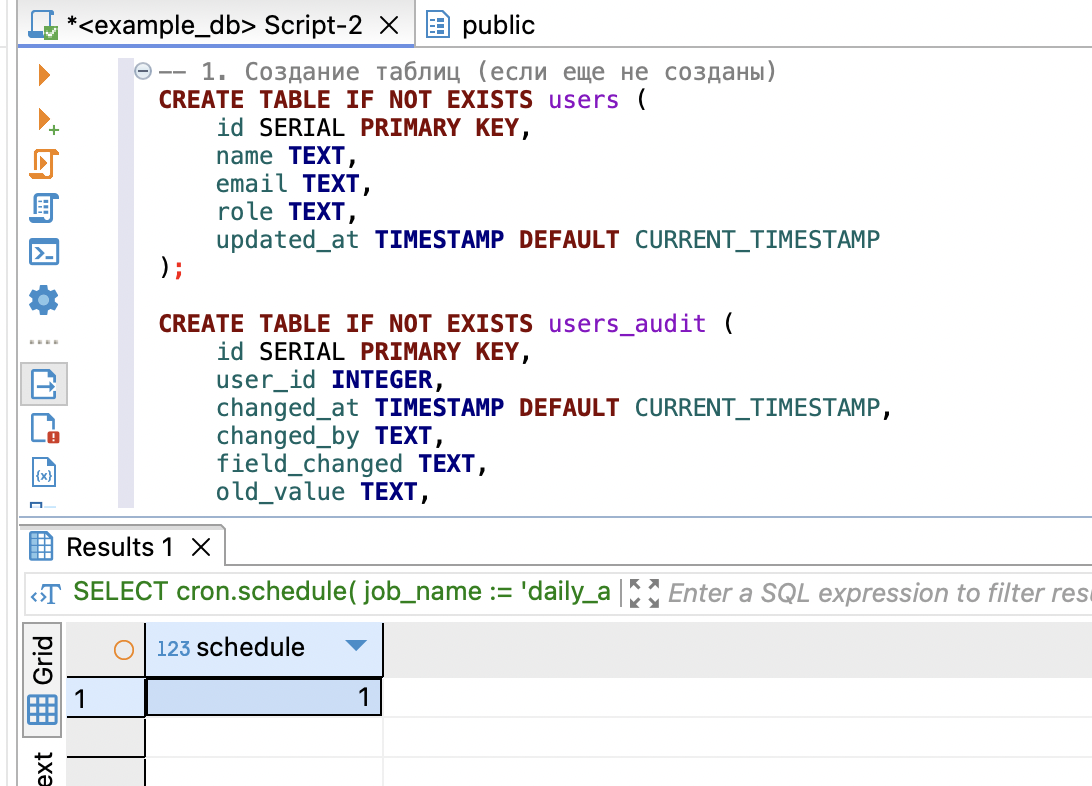 *<example_db> Script-2
public
-- 1. Создание таблиц (если еще не созданы)
CREATE TABLE IF NOT EXISTS users (
id SERIAL PRIMARY KEY,
name TEXT,
email TEXT,
role TEXT,
updated_at TIMESTAMP DEFAULT CURRENT_TIMESTAMP
);
CREATE TABLE IF NOT EXISTS users_audit (
id SERIAL PRIMARY KEY,
user_id INTEGER,
changed_at TIMESTAMP DEFAULT CURRENT_TIMESTAMP,
changed_by TEXT,
field_changed TEXT,
old_value TEXT,
Results 1
SELECT cron.schedule( job_name := 'daily_a
Enter a SQL expression to filter resu
Grid
123 schedule
1 1
ext